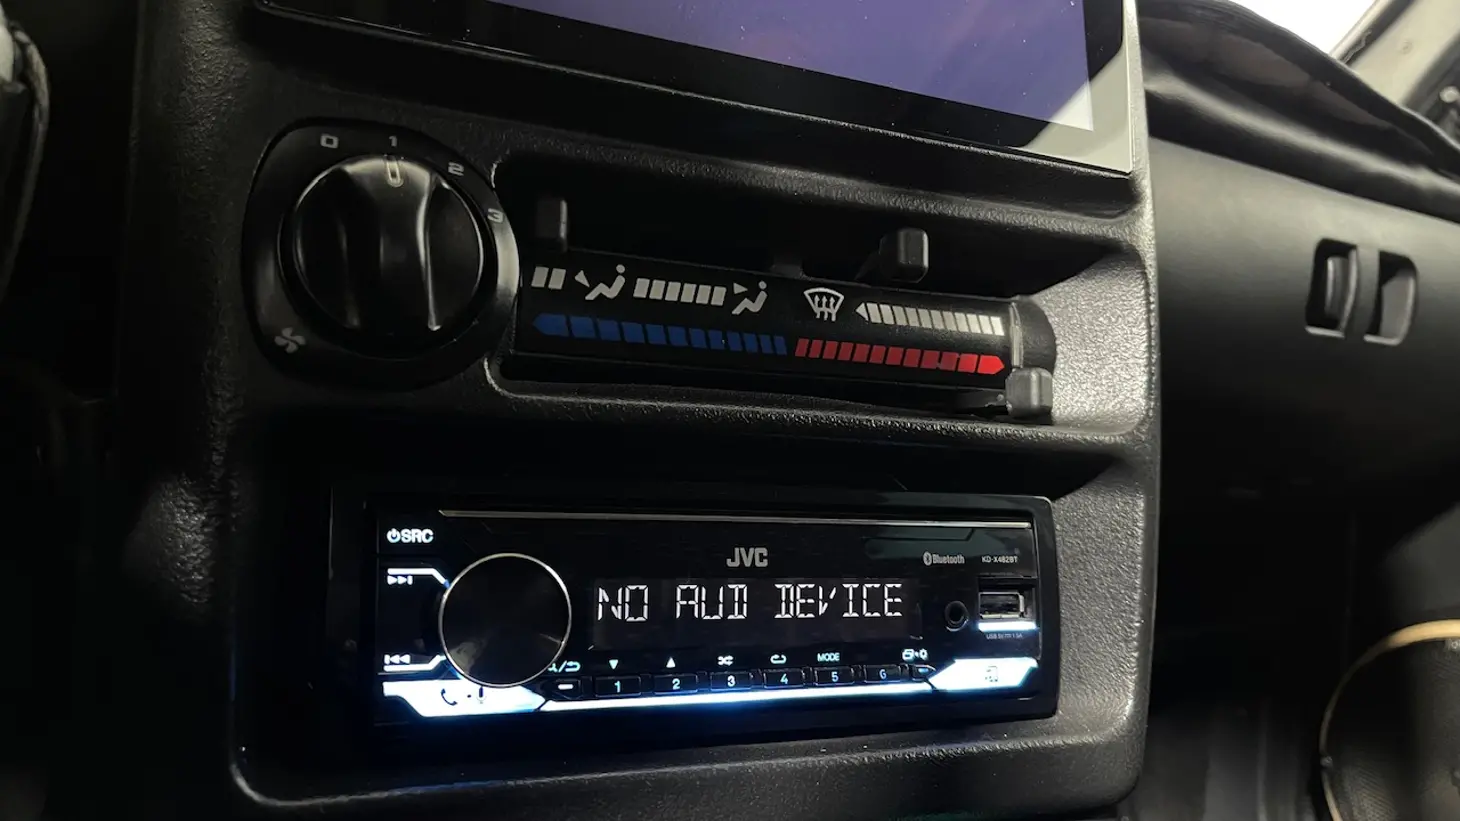 0 1 2 3
SRC
JVC
Bluetooth
KD-X482BT
NO AUD DEVICE
USB 5V 1.5A
MODE
1 2 3 4 5 6